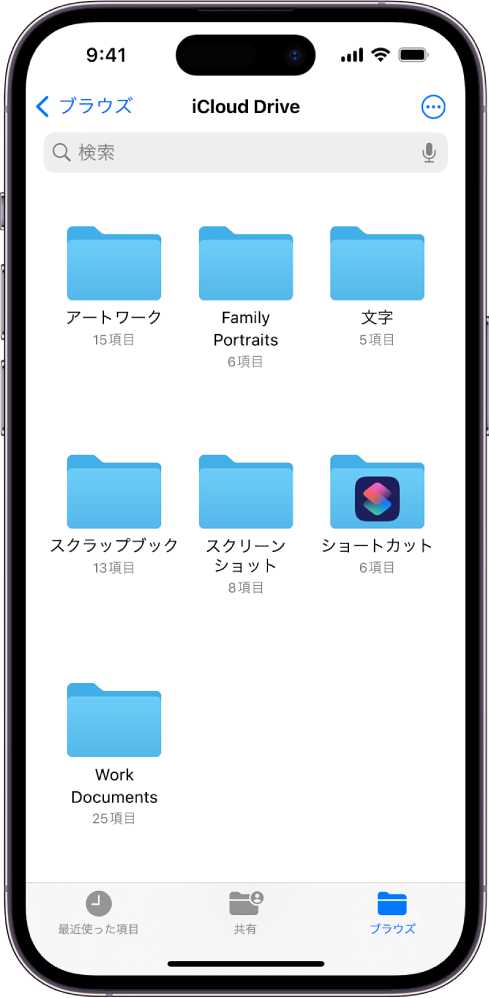 9:41
ブラウズ
iCloud Drive
検索
アートワーク
15項目
Family
Portraits
6項目
文字
5項目
スクラップブック
13項目
スクリーン
ショット
8項目
ショートカット
6項目
Work
Documents
25項目
最近使った項目
共有
ブラウズ